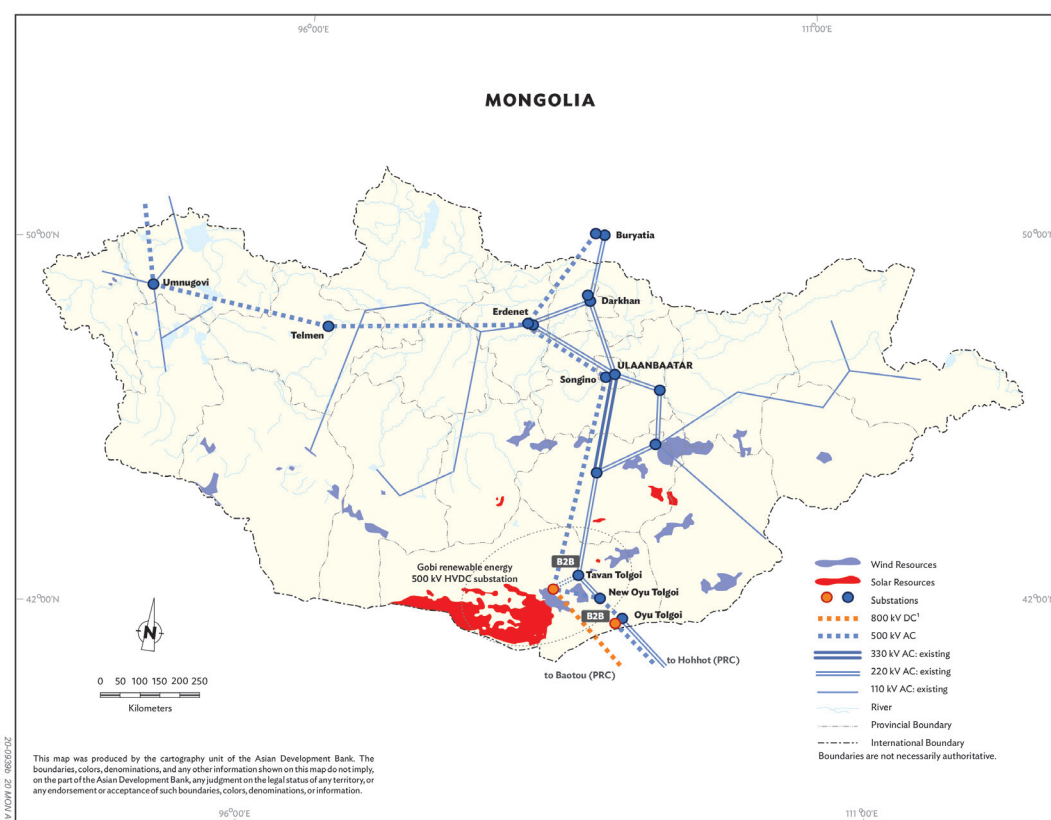 96°00'E
111°00'E
MONGOLIA
50°00'N
50°00'N
Buryatia
Umnugovi
Darkhan
Erdenet
Telmen
ULAANBAATAR
Songino
B2B
Gobi renewable energy
500 kV HVDC substation
Tavan Tolgoi
New Oyu Tolgoi
42°00'N
42°00'N
B2B
Oyu Tolgoi
to Hohhot (PRC)
to Baotou (PRC)
Wind Resources
Solar Resources
Substations
800 kV DC¹
500 kV AC
330 kV AC: existing
220 kV AC: existing
110 kV AC: existing
River
Provincial Boundary
International Boundary
Boundaries are not necessarily authoritative.
N
0 50 100 150 200 250
Kilometers
This map was produced by the cartography unit of the Asian Development Bank. The
boundaries, colors, denominations, and any other information shown on this map do not imply,
on the part of the Asian Development Bank, any judgment on the legal status of any territory, or
any endorsement or acceptance of such boundaries, colors, denominations, or information.
20-0939b 20 MON A
96°00'E
111°00'E